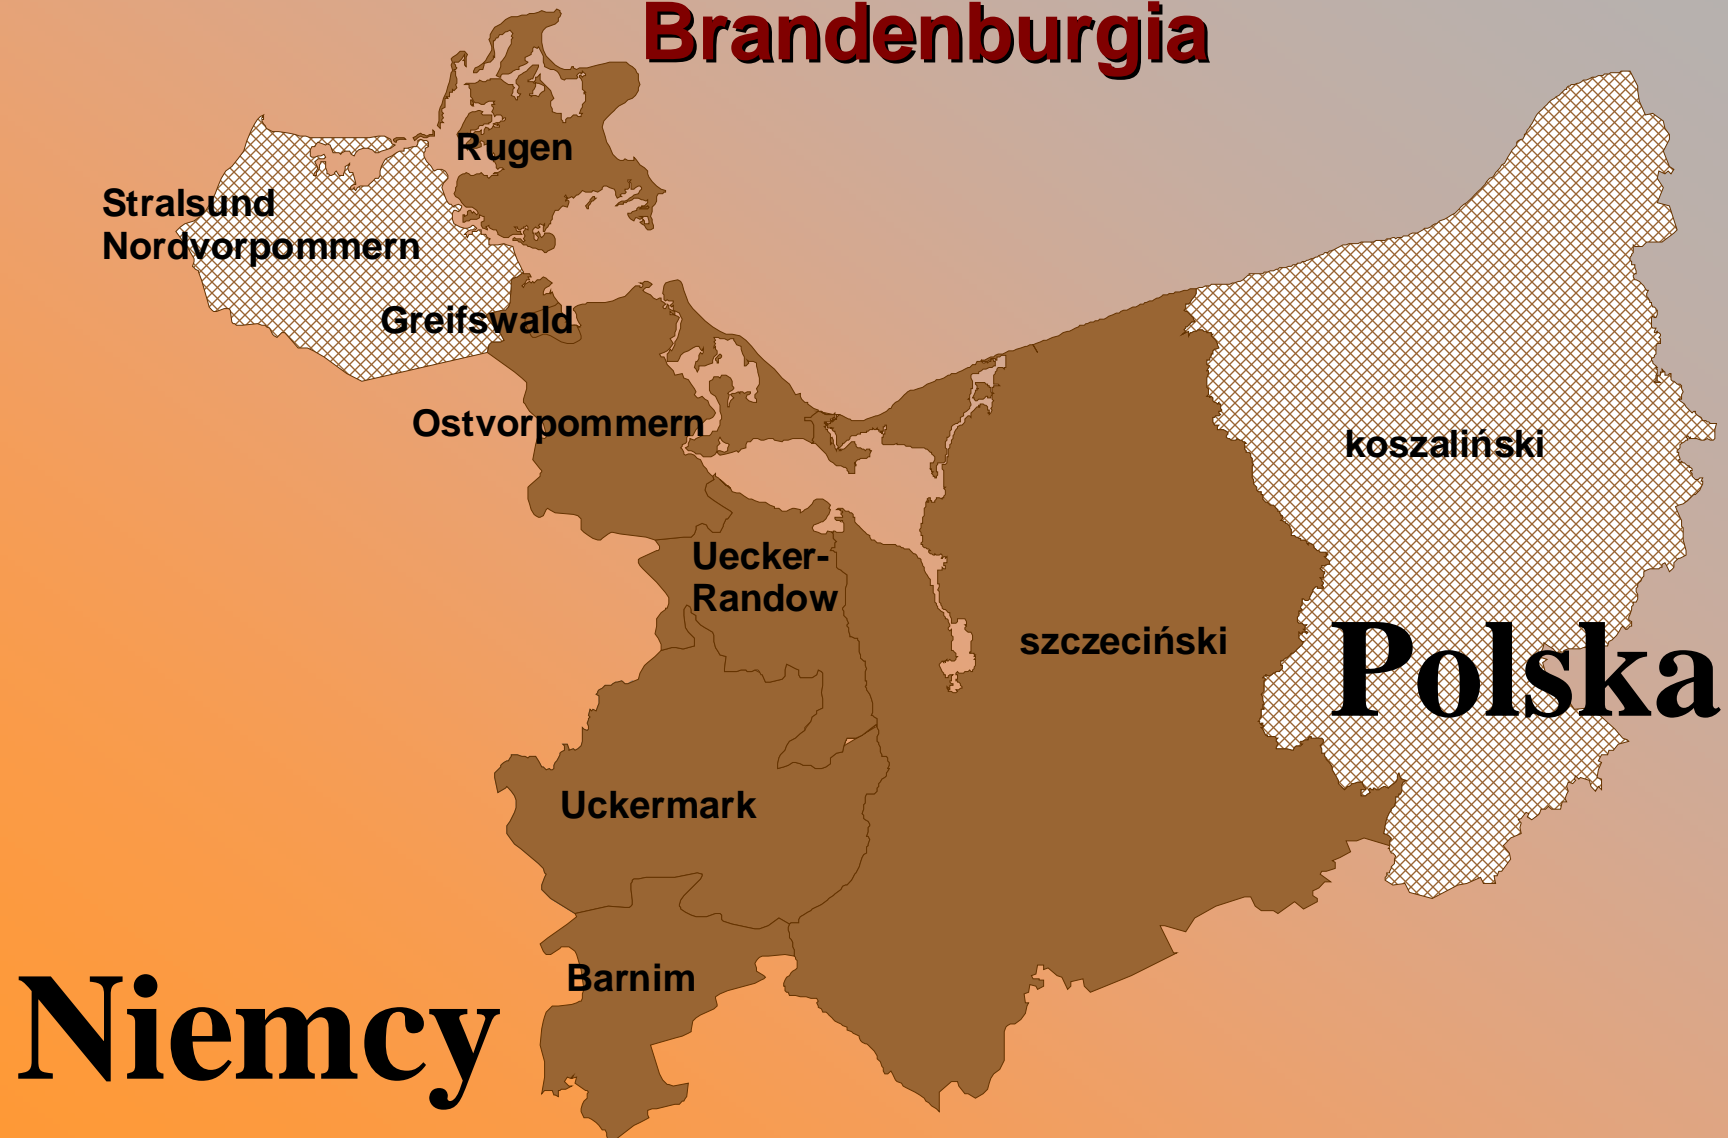 Brandenburgia
Rugen
Stralsund
Nordvorpommern
Greifswald
Ostvorpommern
koszaliński
Uecker-
Randow
szczeciński
Polska
Uckermark
Barnim
Niemcy